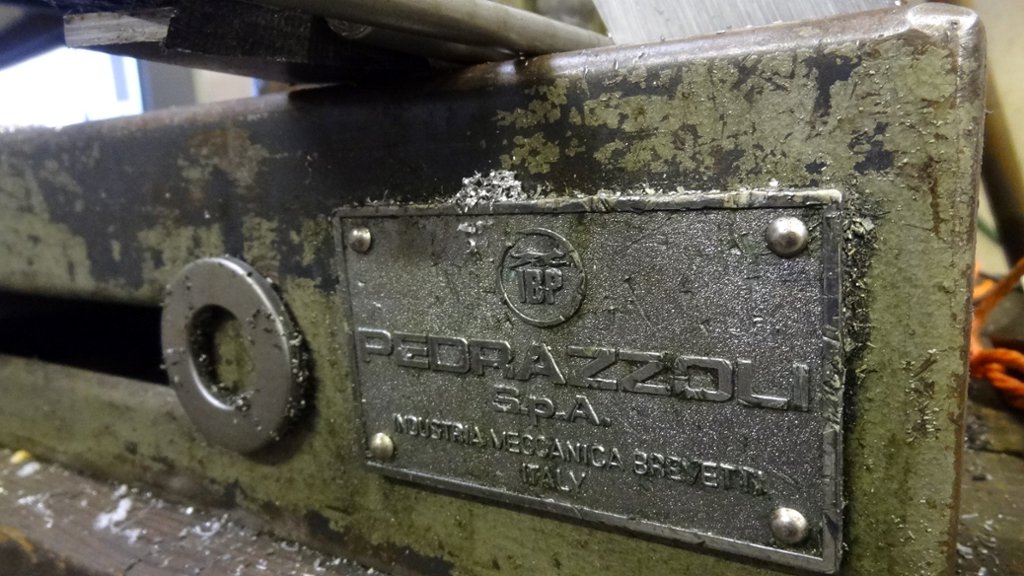 IBP
PEDRAZZOLI
S.p.A.
INDUSTRIA MECCANICA BREVETTI
ITALY